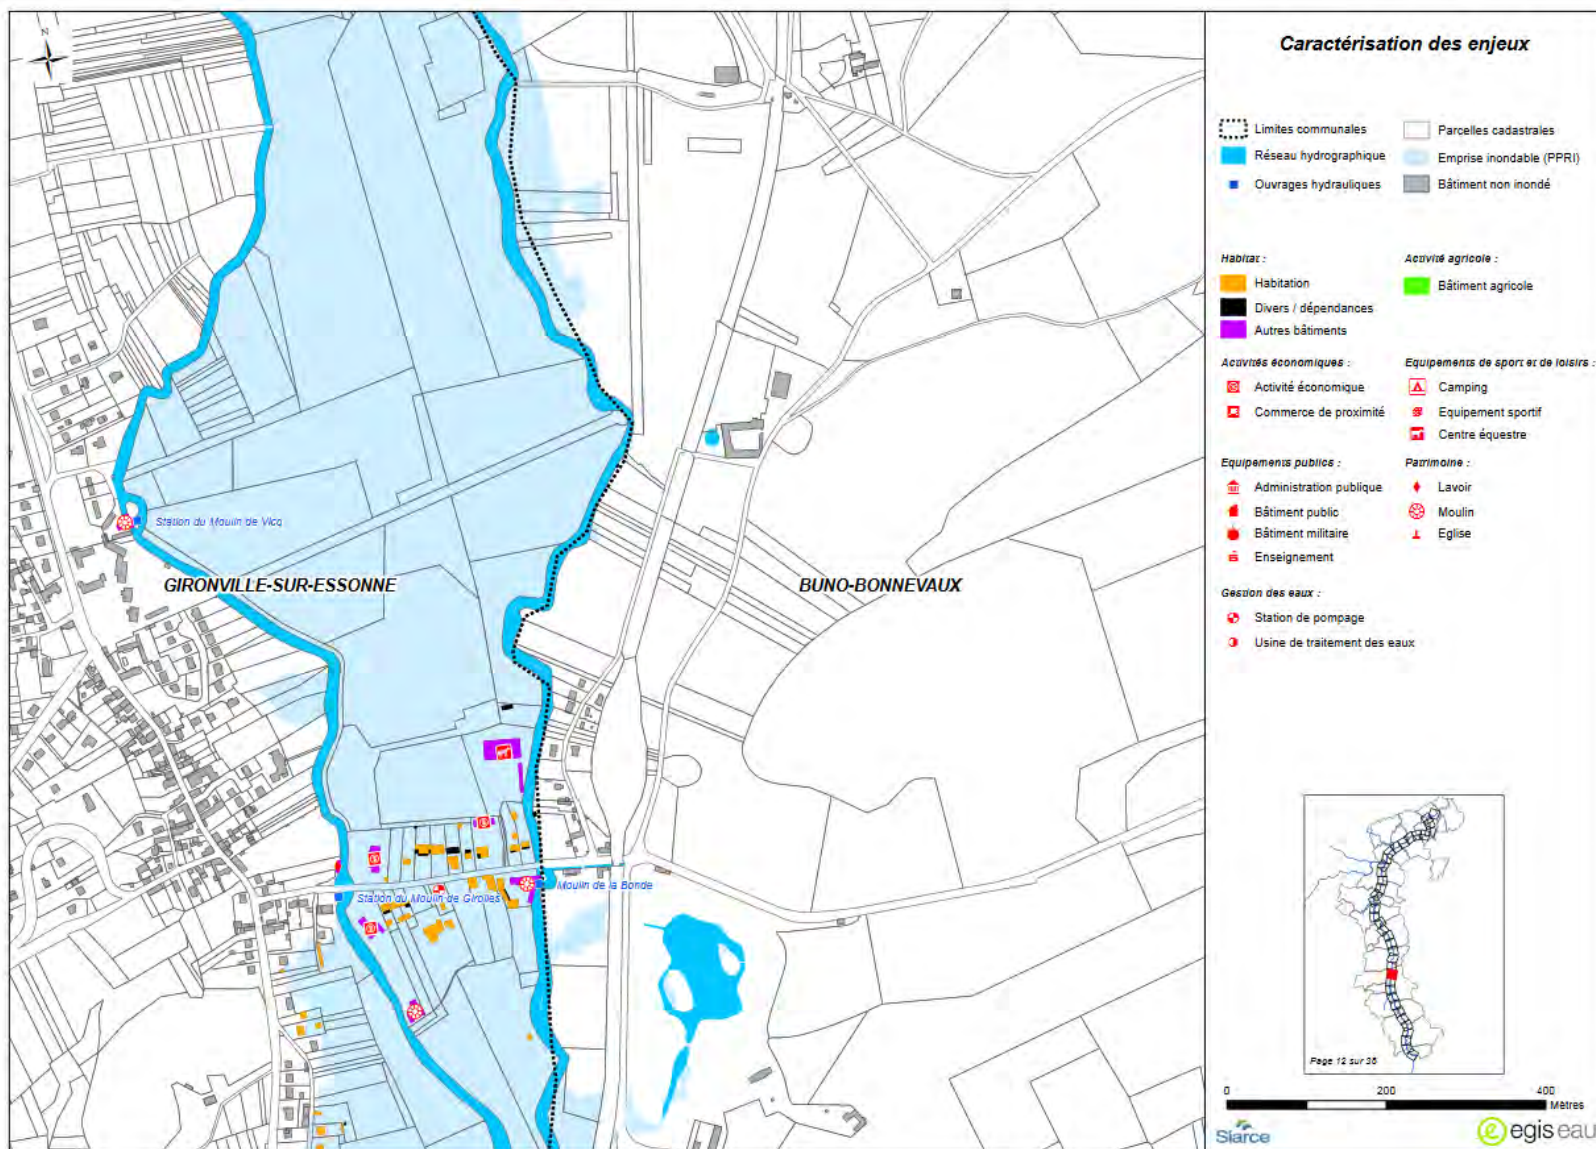 N
Caractérisation des enjeux
Limites communales
Parcelles cadastrales
Réseau hydrographique
Emprise inondable (PPRI)
Ouvrages hydrauliques
Bâtiment non inondé
Habitat :
Activité agricole :
Habitation
Bâtiment agricole
Divers / dépendances
Autres bâtiments
Activités économiques :
Equipements de sport et de loisirs :
Activité économique
Camping
Commerce de proximité
Equipement sportif
Centre équestre
Equipements publics :
Patrimoine :
Administration publique
Lavoir
Bâtiment public
Moulin
Bâtiment militaire
Eglise
Enseignement
Gestion des eaux :
Station de pompage
Usine de traitement des eaux
Station du Moulin de Vicq
GIRONVILLE-SUR-ESSONNE
BUNO-BONNEVAUX
Moulin de la Bonde
Station du Moulin de Girolles
Page 12 sur 36
0 200 400
Mètres
Siarce
e egis eau